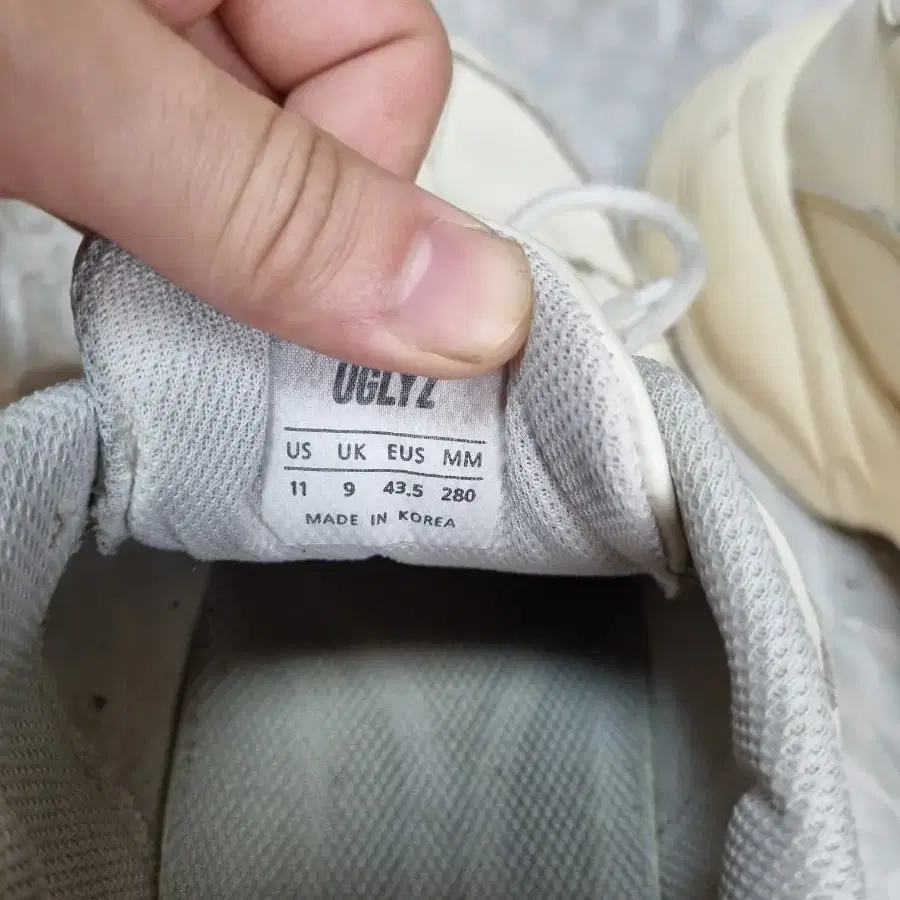 UGLYZ
US UK EUS MM
11 9 43.5 280
MADE IN KOREA